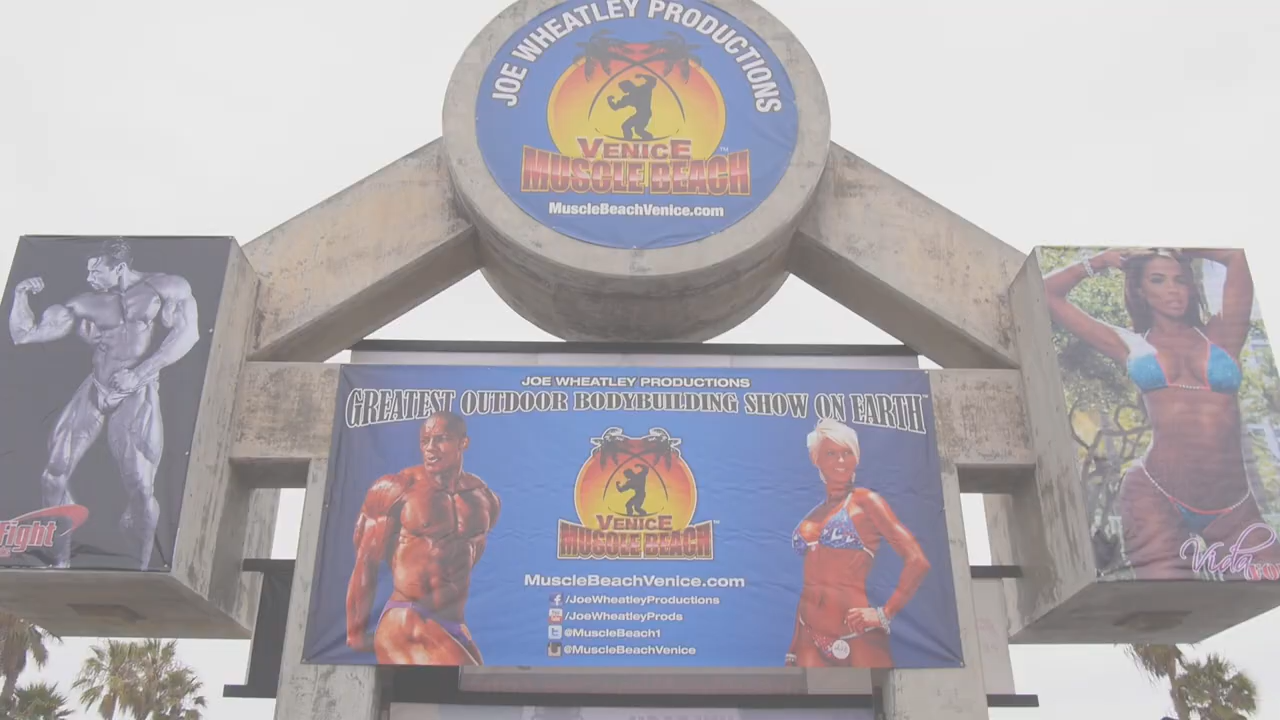 JOE WHEATLEY PRODUCTIONS
VENICE
MUSCLE BEACH
TM
MuscleBeachVenice.com
JOE WHEATLEY PRODUCTIONS
GREATEST OUTDOOR BODYBUILDING SHOW ON EARTH
VENICE
MUSCLE BEACH
MuscleBeachVenice.com
/JoeWheatleyProductions
/JoeWheatleyProds
@MuscleBeach1
@MuscleBeachVenice
Fight
Vida